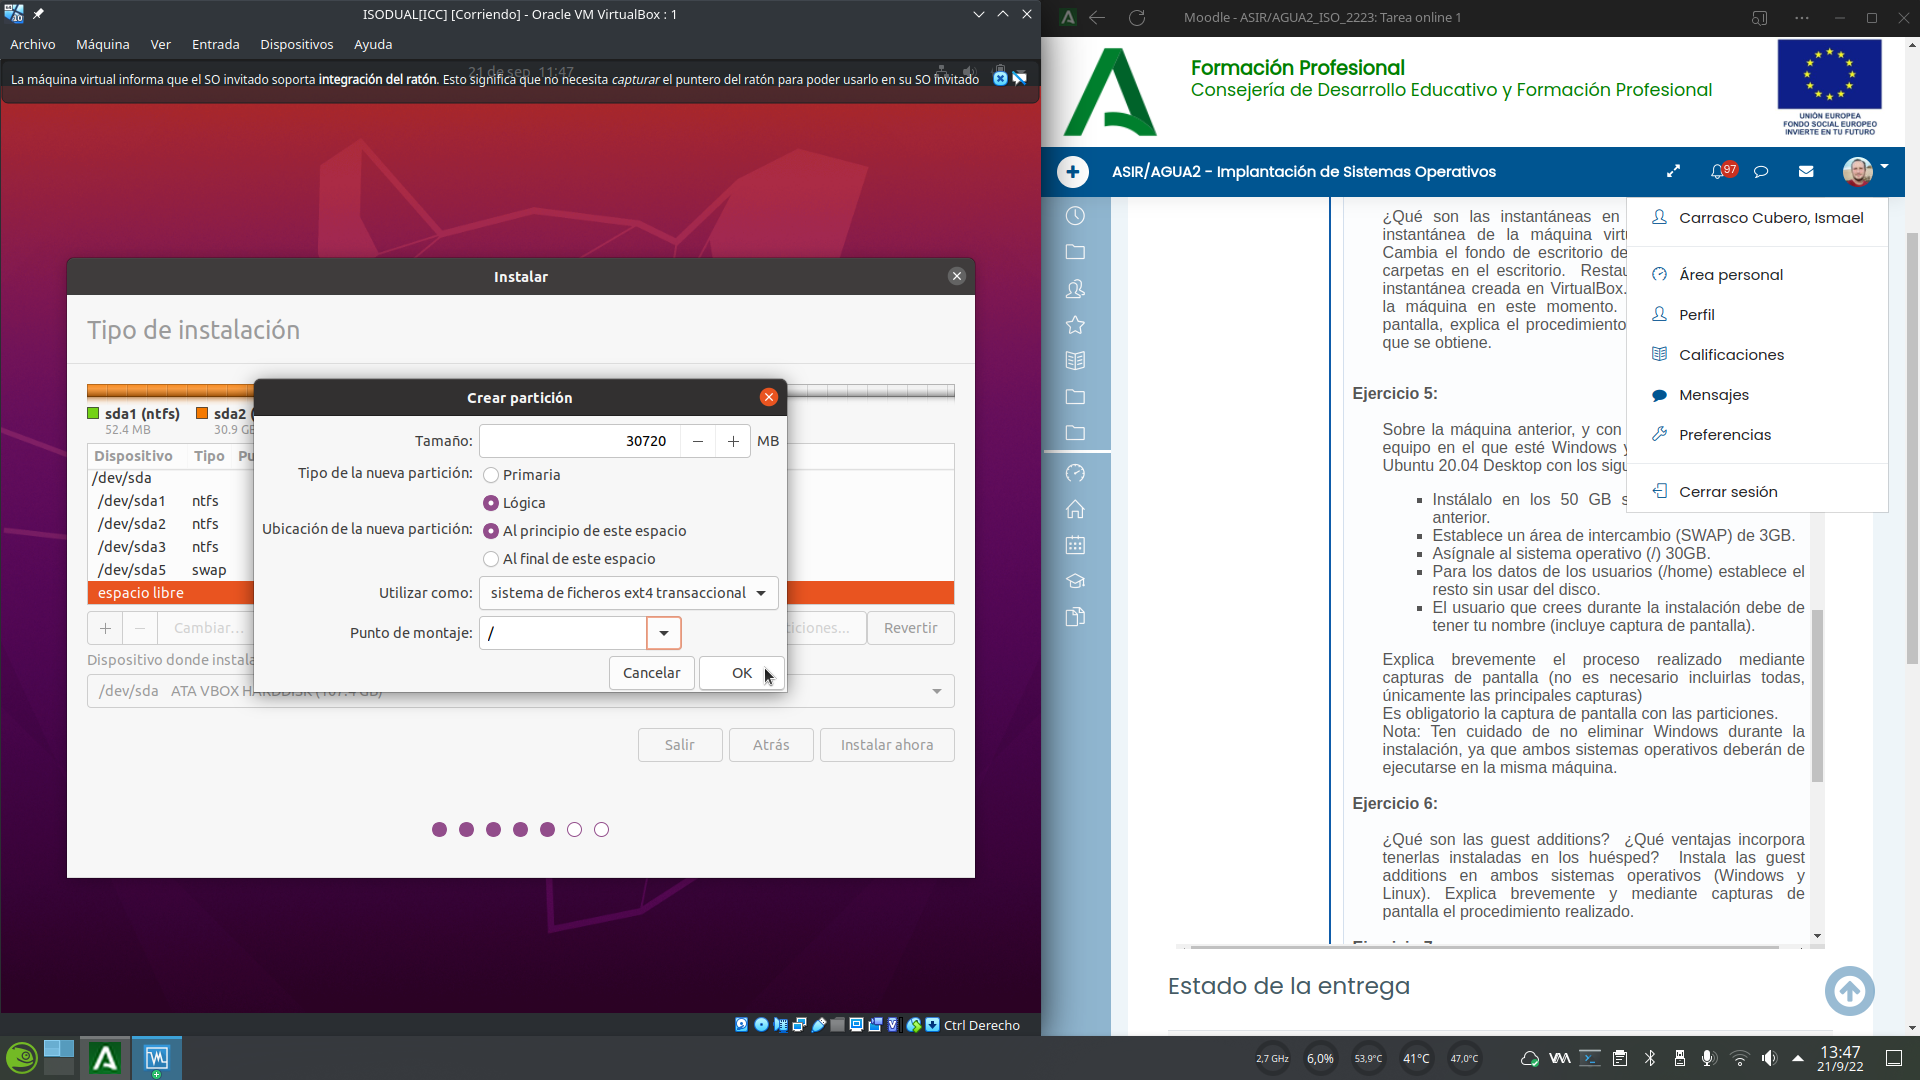 ISODUAL[ICC] [Corriendo] - Oracle VM VirtualBox : 1
Archivo Máquina Ver Entrada Dispositivos Ayuda
21 de sep 11:47
La máquina virtual informa que el SO invitado soporta integración del ratón. Esto significa que no necesita capturar el puntero del ratón para poder usarlo en su SO invitado
Instalar
Tipo de instalación
sda1 (ntfs)
52.4 MB
sda2 (
30.9 G
Dispositivo Tipo Pu
/dev/sda
/dev/sda1 ntfs
/dev/sda2 ntfs
/dev/sda3 ntfs
/dev/sda5 swap
espacio libre
+ − Cambiar... ticiones... Revertir
Dispositivo donde instala
/dev/sda ATA VBOX HARDDISK (107.4 GB)
Salir Atrás Instalar ahora
Crear partición
Tamaño: 30720 − + MB
Tipo de la nueva partición: Primaria
Lógica
Ubicación de la nueva partición: Al principio de este espacio
Al final de este espacio
Utilizar como: sistema de ficheros ext4 transaccional
Punto de montaje: /
Cancelar OK
Ctrl Derecho
Moodle - ASIR/AGUA2_ISO_2223: Tarea online 1
Formación Profesional
Consejería de Desarrollo Educativo y Formación Profesional
UNIÓN EUROPEA
FONDO SOCIAL EUROPEO
INVIERTE EN TU FUTURO
ASIR/AGUA2 - Implantación de Sistemas Operativos
97
Carrasco Cubero, Ismael
Área personal
Perfil
Calificaciones
Mensajes
Preferencias
Cerrar sesión
¿Qué son las instantáneas en
instantánea de la máquina virtu
Cambia el fondo de escritorio de
carpetas en el escritorio. Restau
instantánea creada en VirtualBox.
la máquina en este momento.
pantalla, explica el procedimiento
que se obtiene.
Ejercicio 5:
Sobre la máquina anterior, y con
equipo en el que esté Windows y
Ubuntu 20.04 Desktop con los sigu
Instálalo en los 50 GB s
anterior.
Establece un área de intercambio (SWAP) de 3GB.
Asígnale al sistema operativo (/) 30GB.
Para los datos de los usuarios (/home) establece el
resto sin usar del disco.
El usuario que crees durante la instalación debe de
tener tu nombre (incluye captura de pantalla).
Explica brevemente el proceso realizado mediante
capturas de pantalla (no es necesario incluirlas todas,
únicamente las principales capturas)
Es obligatorio la captura de pantalla con las particiones.
Nota: Ten cuidado de no eliminar Windows durante la
instalación, ya que ambos sistemas operativos deberán de
ejecutarse en la misma máquina.
Ejercicio 6:
¿Qué son las guest additions? ¿Qué ventajas incorpora
tenerlas instaladas en los huésped? Instala las guest
additions en ambos sistemas operativos (Windows y
Linux). Explica brevemente y mediante capturas de
pantalla el procedimiento realizado.
Estado de la entrega
2,7 GHz 6,0% 53,9°C 41°C 47,0°C
13:47
21/9/22